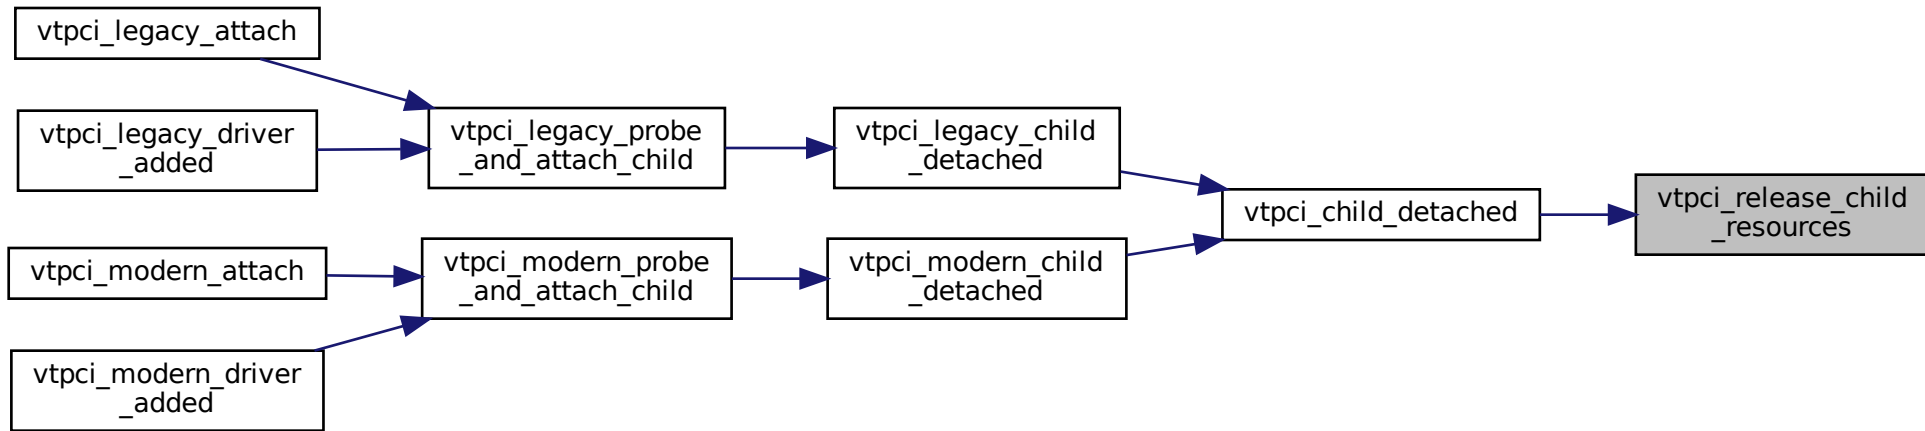 vtpci_legacy_attach
vtpci_legacy_driver
_added
vtpci_legacy_probe
_and_attach_child
vtpci_legacy_child
_detached
vtpci_modern_attach
vtpci_modern_driver
_added
vtpci_modern_probe
_and_attach_child
vtpci_modern_child
_detached
vtpci_child_detached
vtpci_release_child
_resources